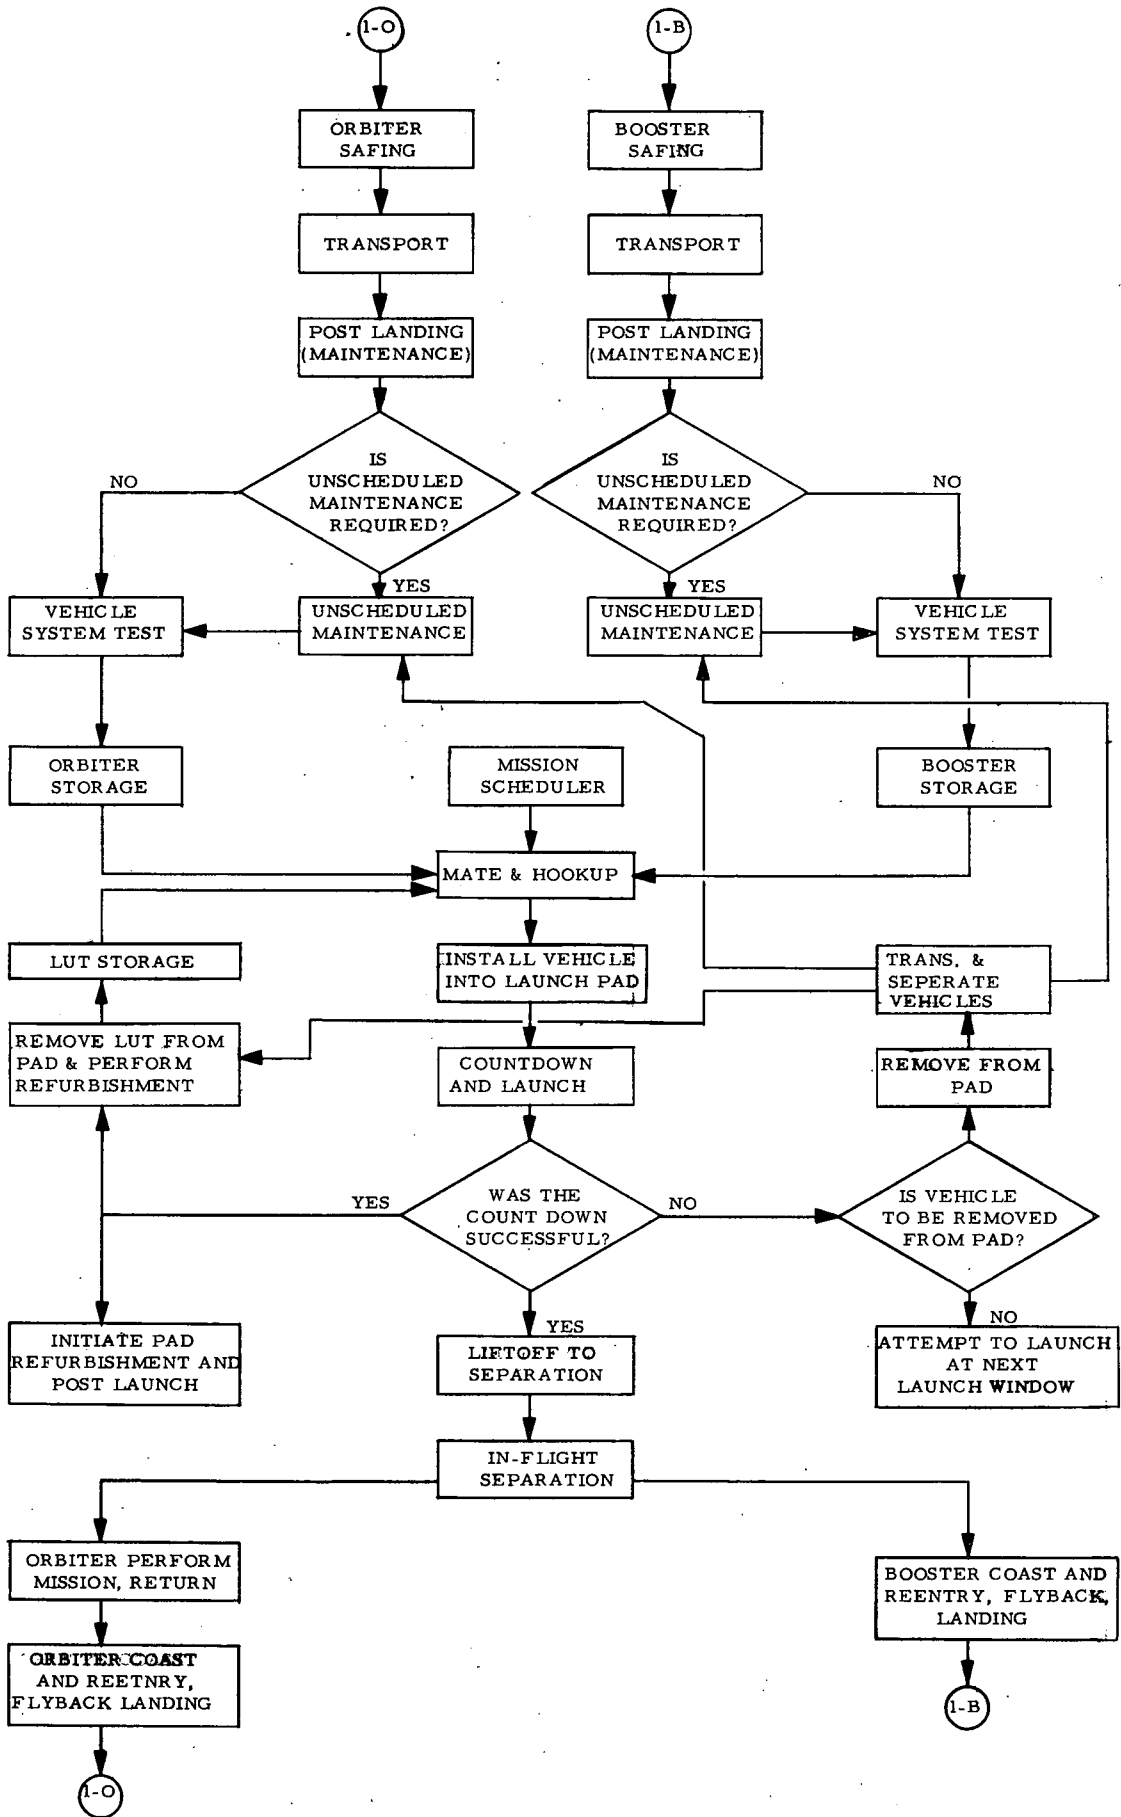 1-O
1-B
ORBITER
SAFING
BOOSTER
SAFING
TRANSPORT
TRANSPORT
POST LANDING
(MAINTENANCE)
POST LANDING
(MAINTENANCE)
IS
UNSCHEDULED
MAINTENANCE
REQUIRED?
NO
YES
IS
UNSCHEDULED
MAINTENANCE
REQUIRED?
NO
YES
VEHICLE
SYSTEM TEST
UNSCHEDULED
MAINTENANCE
UNSCHEDULED
MAINTENANCE
VEHICLE
SYSTEM TEST
ORBITER
STORAGE
MISSION
SCHEDULER
BOOSTER
STORAGE
MATE & HOOKUP
LUT STORAGE
INSTALL VEHICLE
INTO LAUNCH PAD
TRANS. &
SEPERATE
VEHICLES
REMOVE LUT FROM
PAD & PERFORM
REFURBISHMENT
COUNTDOWN
AND LAUNCH
REMOVE FROM
PAD
YES
WAS THE
COUNT DOWN
SUCCESSFUL?
NO
IS VEHICLE
TO BE REMOVED
FROM PAD?
YES
NO
INITIATE PAD
REFURBISHMENT AND
POST LAUNCH
LIFTOFF TO
SEPARATION
ATTEMPT TO LAUNCH
AT NEXT
LAUNCH WINDOW
IN-FLIGHT
SEPARATION
ORBITER PERFORM
MISSION, RETURN
BOOSTER COAST AND
REENTRY, FLYBACK,
LANDING
ORBITER COAST
AND REETNRY,
FLYBACK LANDING
1-B
1-O